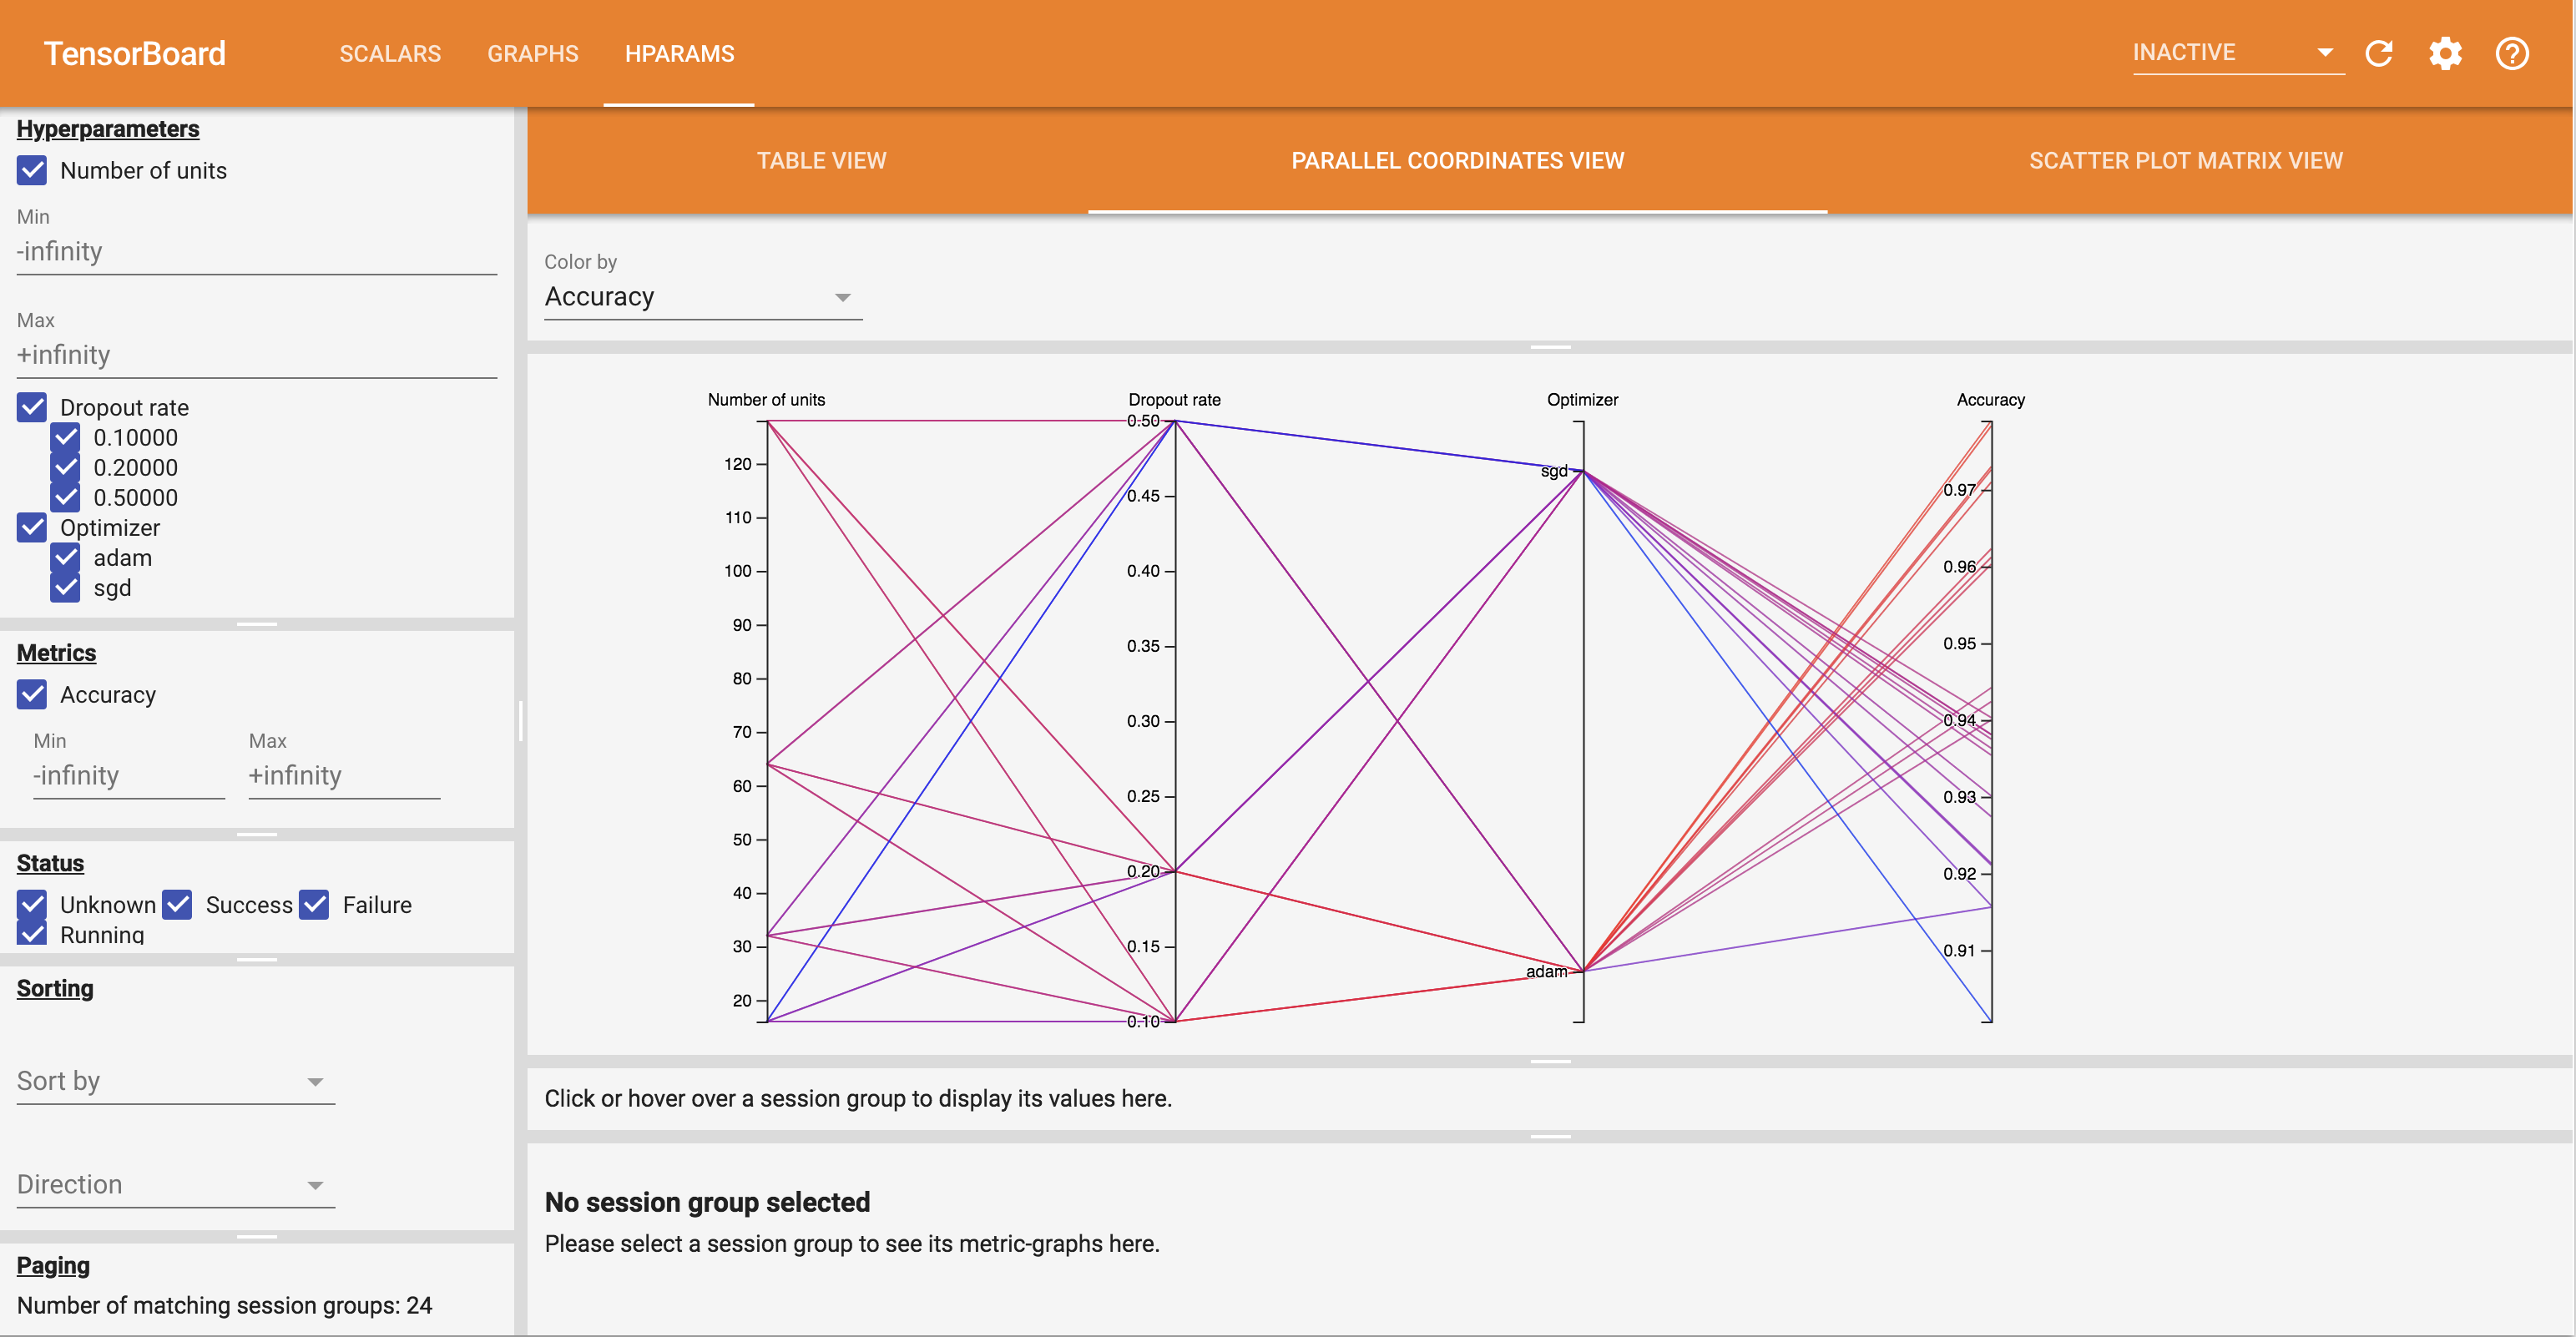 TensorBoard SCALARS GRAPHS HPARAMS INACTIVE
Hyperparameters
Number of units
Min
-infinity
Max
+infinity
Dropout rate
0.10000
0.20000
0.50000
Optimizer
adam
sgd
Metrics
Accuracy
Min Max
-infinity +infinity
Status
Unknown Success Failure
Running
Sorting
Sort by
Direction
Paging
Number of matching session groups: 24
TABLE VIEW PARALLEL COORDINATES VIEW SCATTER PLOT MATRIX VIEW
Color by
Accuracy
Number of units
120
110
100
90
80
70
60
50
40
30
20
Dropout rate
0.50
0.45
0.40
0.35
0.30
0.25
0.20
0.15
0.10
Optimizer
sgd
adam
Accuracy
0.97
0.96
0.95
0.94
0.93
0.92
0.91
Click or hover over a session group to display its values here.
No session group selected
Please select a session group to see its metric-graphs here.